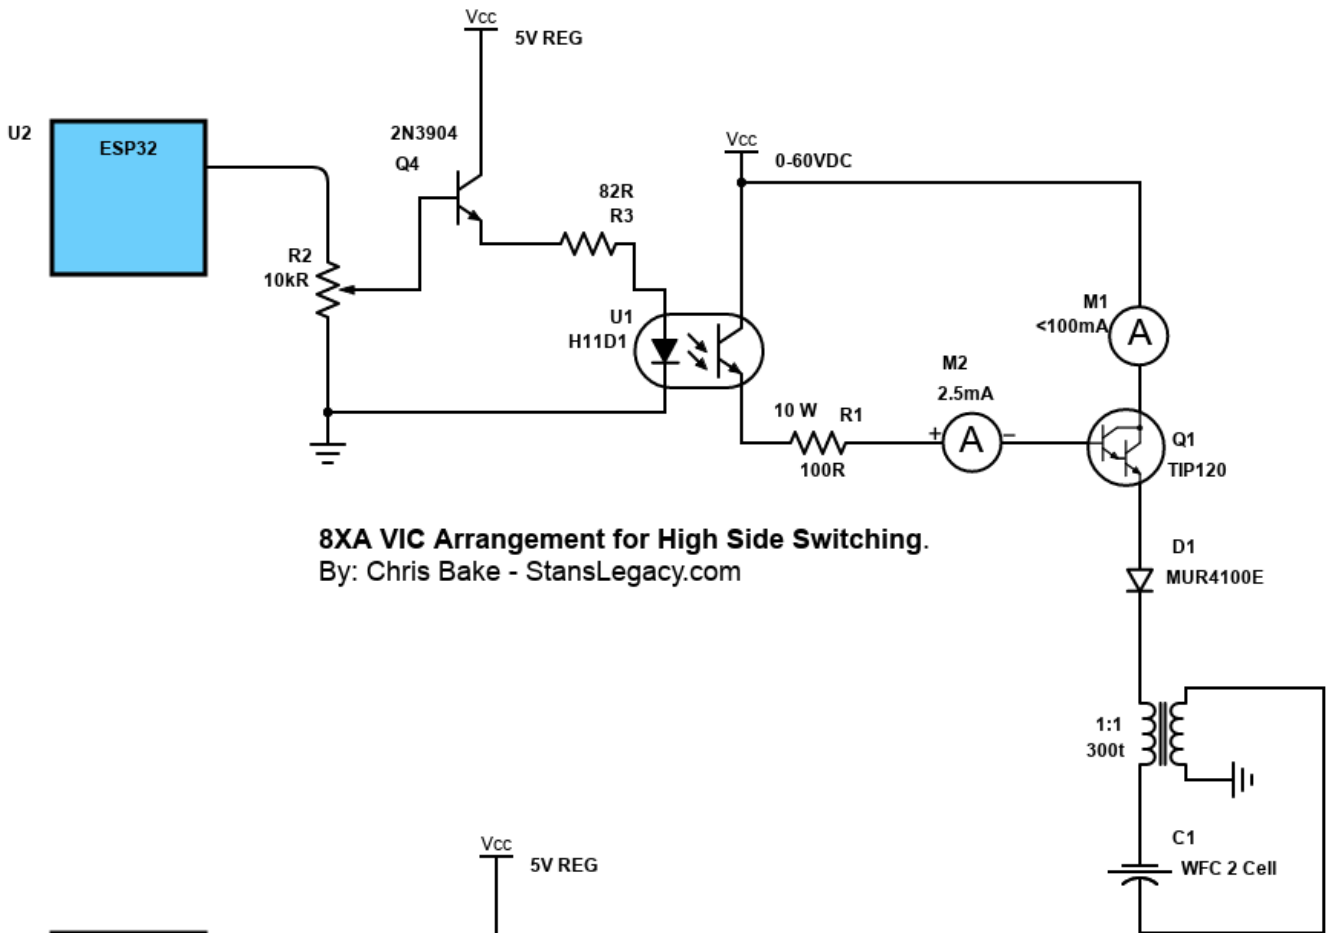 Vcc
5V REG
U2
ESP32
2N3904
Q4
Vcc
0-60VDC
82R
R3
R2
10kR
U1
H11D1
M1
<100mA
A
M2
2.5mA
10 W
R1
+
A
−
100R
Q1
TIP120
8XA VIC Arrangement for High Side Switching.
By: Chris Bake - StansLegacy.com
D1
MUR4100E
1:1
300t
C1
WFC 2 Cell
Vcc
5V REG